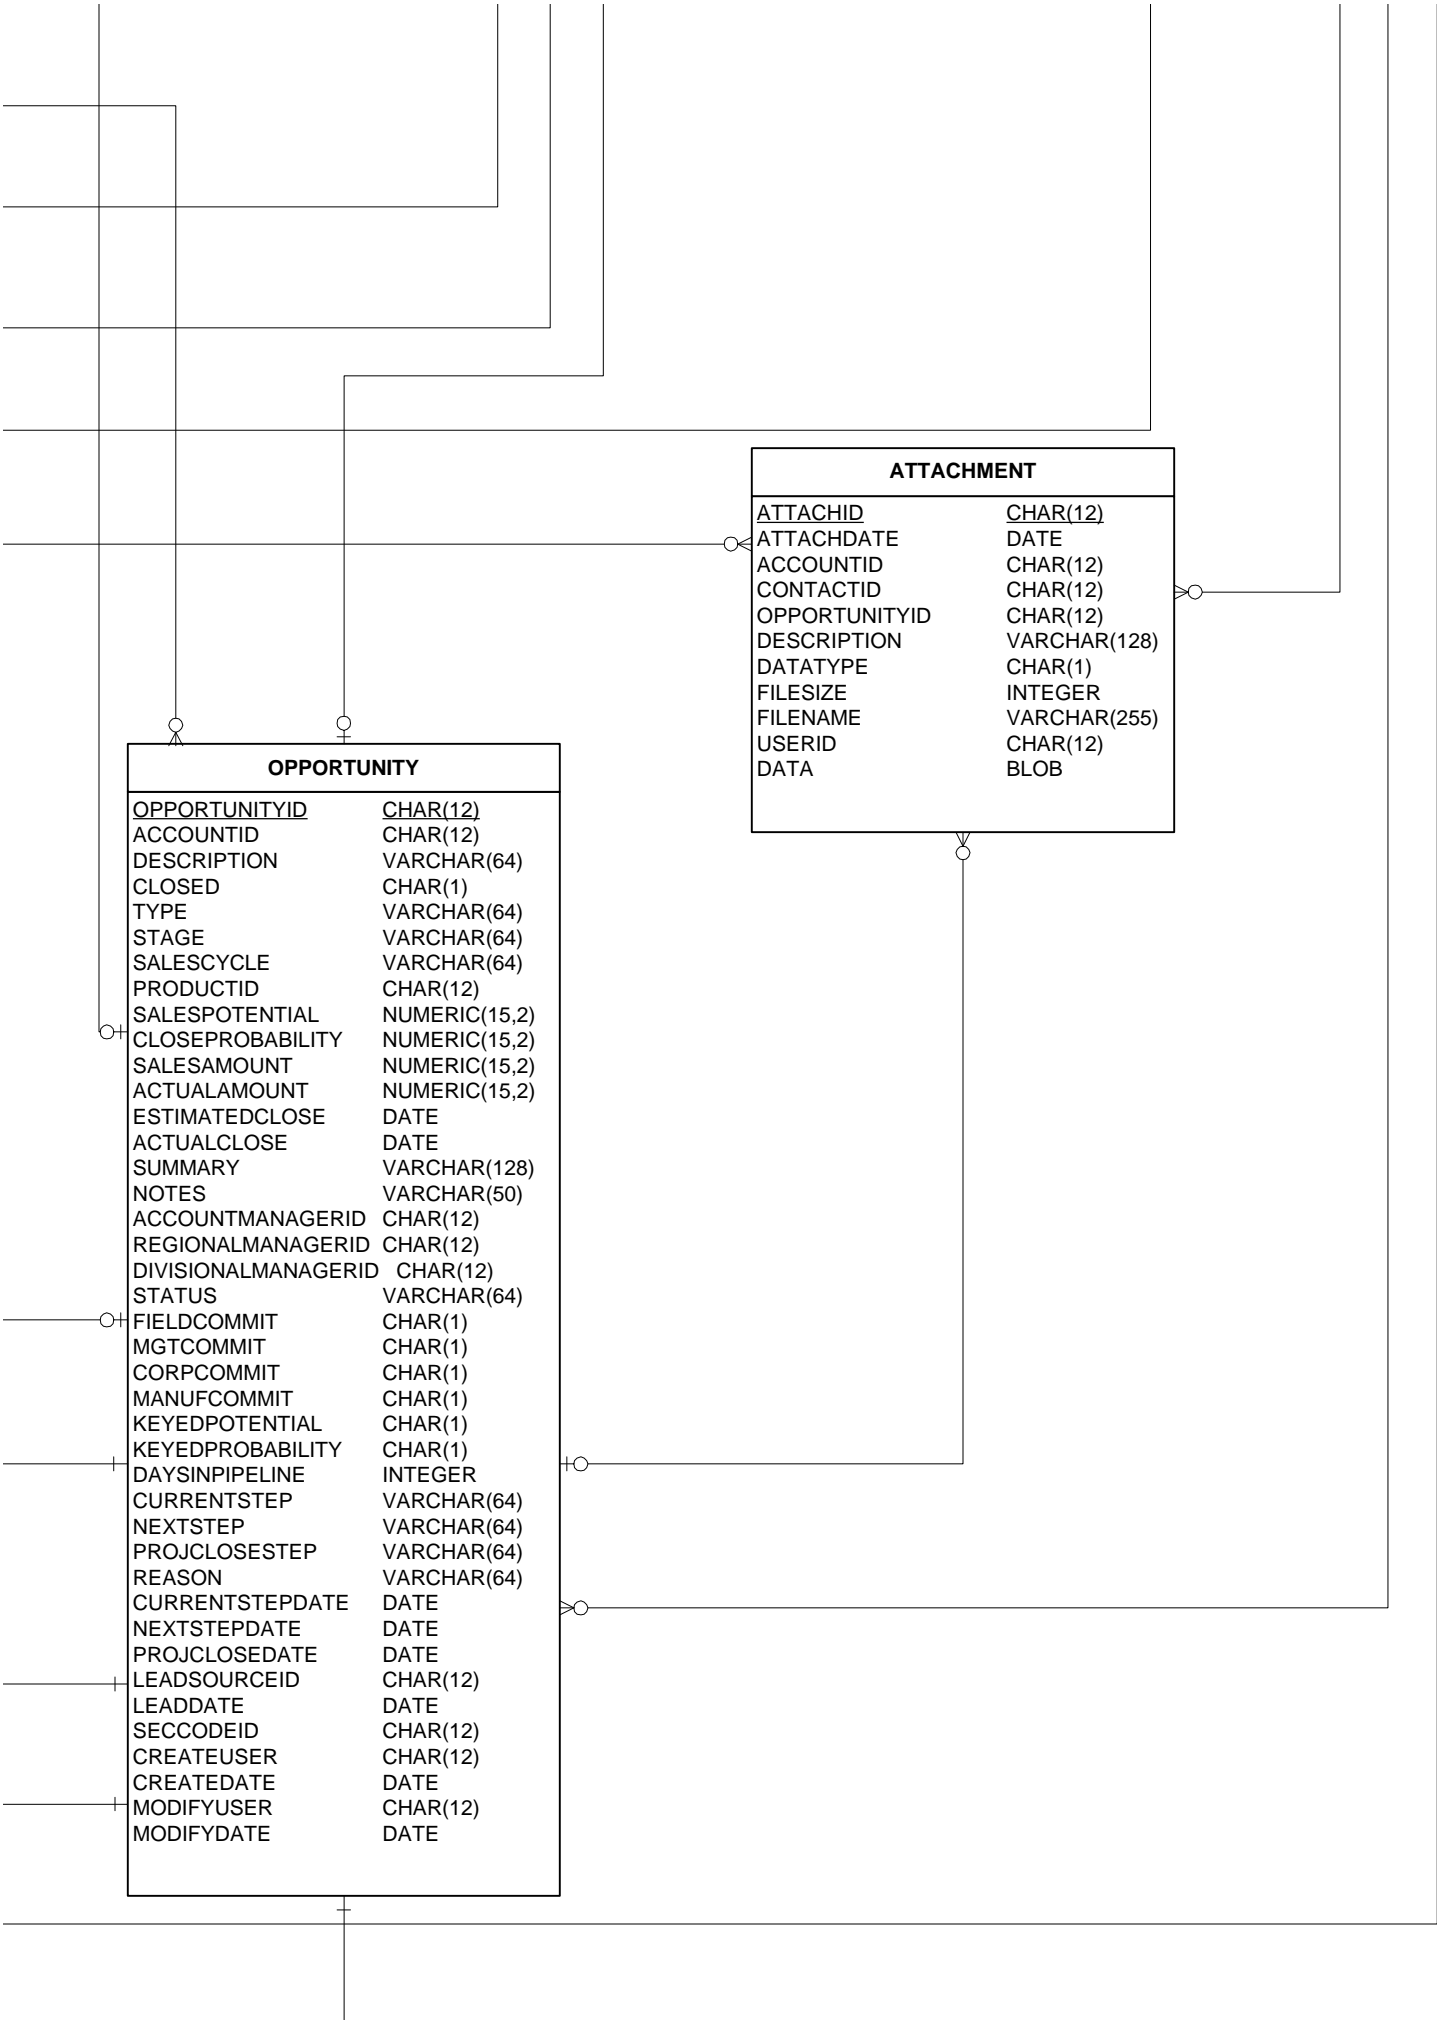 ATTACHMENT
ATTACHID CHAR(12)
ATTACHDATE DATE
ACCOUNTID CHAR(12)
CONTACTID CHAR(12)
OPPORTUNITYID CHAR(12)
DESCRIPTION VARCHAR(128)
DATATYPE CHAR(1)
FILESIZE INTEGER
FILENAME VARCHAR(255)
USERID CHAR(12)
DATA BLOB
OPPORTUNITY
OPPORTUNITYID CHAR(12)
ACCOUNTID CHAR(12)
DESCRIPTION VARCHAR(64)
CLOSED CHAR(1)
TYPE VARCHAR(64)
STAGE VARCHAR(64)
SALESCYCLE VARCHAR(64)
PRODUCTID CHAR(12)
SALESPOTENTIAL NUMERIC(15,2)
CLOSEPROBABILITY NUMERIC(15,2)
SALESAMOUNT NUMERIC(15,2)
ACTUALAMOUNT NUMERIC(15,2)
ESTIMATEDCLOSE DATE
ACTUALCLOSE DATE
SUMMARY VARCHAR(128)
NOTES VARCHAR(50)
ACCOUNTMANAGERID CHAR(12)
REGIONALMANAGERID CHAR(12)
DIVISIONALMANAGERID CHAR(12)
STATUS VARCHAR(64)
FIELDCOMMIT CHAR(1)
MGTCOMMIT CHAR(1)
CORPCOMMIT CHAR(1)
MANUFCOMMIT CHAR(1)
KEYEDPOTENTIAL CHAR(1)
KEYEDPROBABILITY CHAR(1)
DAYSINPIPELINE INTEGER
CURRENTSTEP VARCHAR(64)
NEXTSTEP VARCHAR(64)
PROJCLOSESTEP VARCHAR(64)
REASON VARCHAR(64)
CURRENTSTEPDATE DATE
NEXTSTEPDATE DATE
PROJCLOSEDATE DATE
LEADSOURCEID CHAR(12)
LEADDATE DATE
SECCODEID CHAR(12)
CREATEUSER CHAR(12)
CREATEDATE DATE
MODIFYUSER CHAR(12)
MODIFYDATE DATE